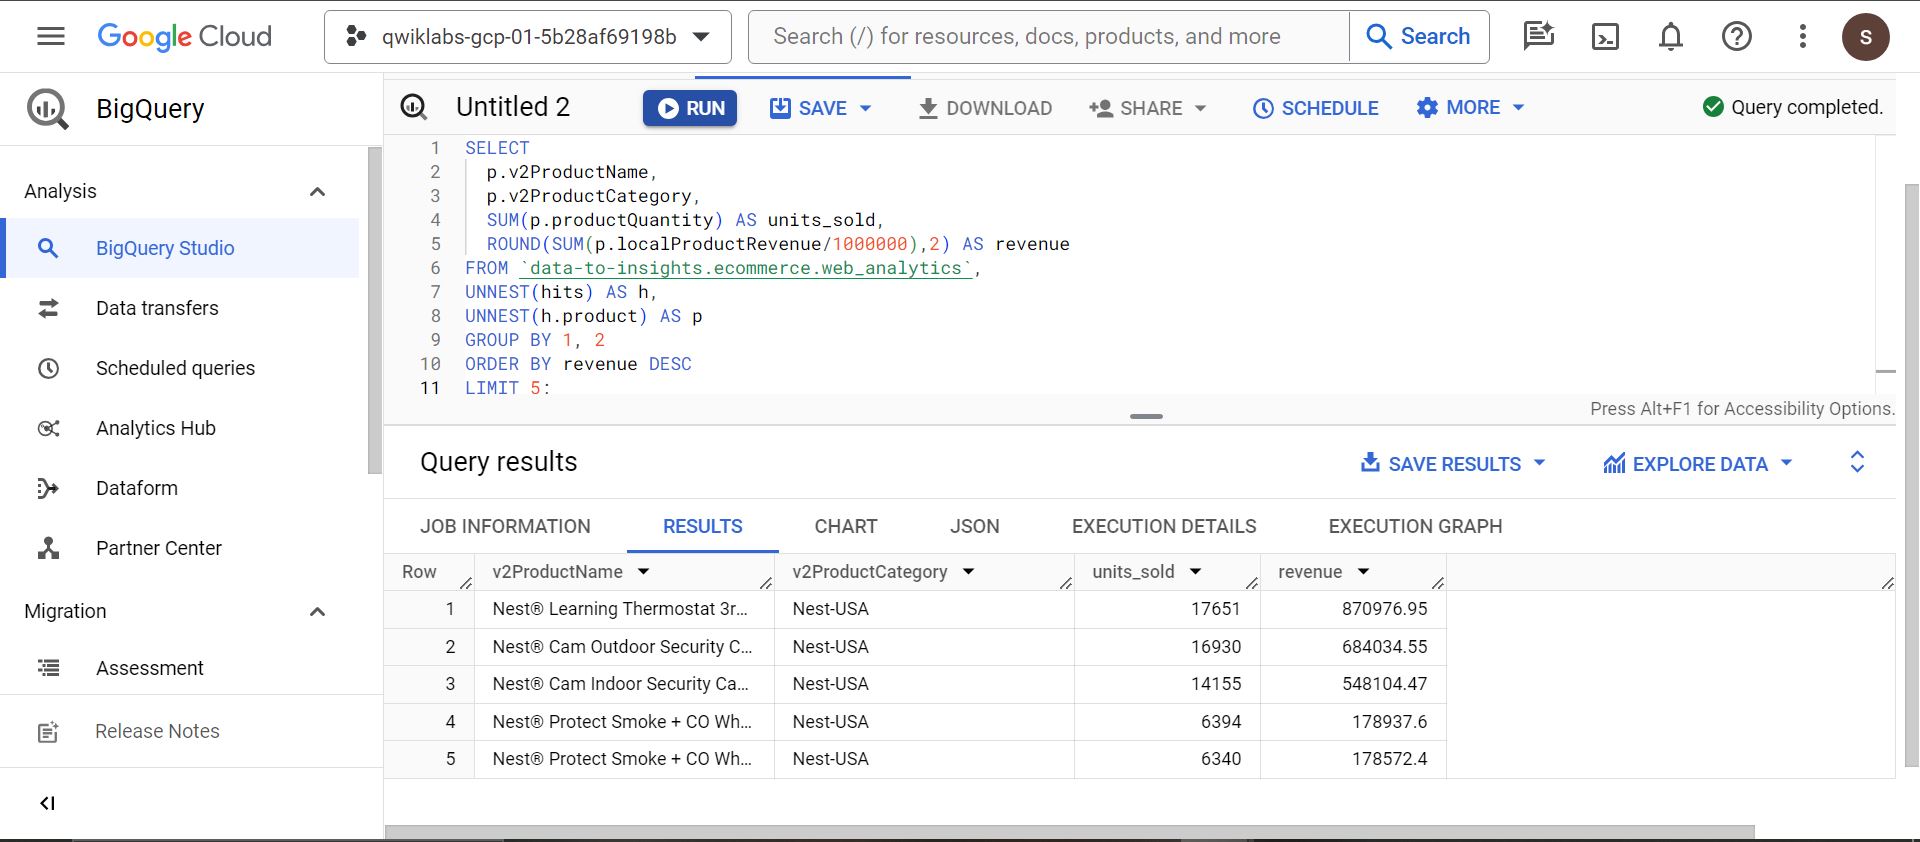 Google Cloud
qwiklabs-gcp-01-5b28af69198b
Search (/) for resources, docs, products, and more
Search
S
BigQuery
Analysis
BigQuery Studio
Data transfers
Scheduled queries
Analytics Hub
Dataform
Partner Center
Migration
Assessment
Release Notes
Untitled 2
RUN
SAVE
DOWNLOAD
SHARE
SCHEDULE
MORE
Query completed.
1 SELECT
2 p.v2ProductName,
3 p.v2ProductCategory,
4 SUM(p.productQuantity) AS units_sold,
5 ROUND(SUM(p.localProductRevenue/1000000),2) AS revenue
6 FROM `data-to-insights.ecommerce.web_analytics`,
7 UNNEST(hits) AS h,
8 UNNEST(h.product) AS p
9 GROUP BY 1, 2
10 ORDER BY revenue DESC
11 LIMIT 5;
Press Alt+F1 for Accessibility Options.
Query results
SAVE RESULTS
EXPLORE DATA
JOB INFORMATION RESULTS CHART JSON EXECUTION DETAILS EXECUTION GRAPH
Row v2ProductName v2ProductCategory units_sold revenue
1 Nest® Learning Thermostat 3r... Nest-USA 17651 870976.95
2 Nest® Cam Outdoor Security C... Nest-USA 16930 684034.55
3 Nest® Cam Indoor Security Ca... Nest-USA 14155 548104.47
4 Nest® Protect Smoke + CO Wh... Nest-USA 6394 178937.6
5 Nest® Protect Smoke + CO Wh... Nest-USA 6340 178572.4